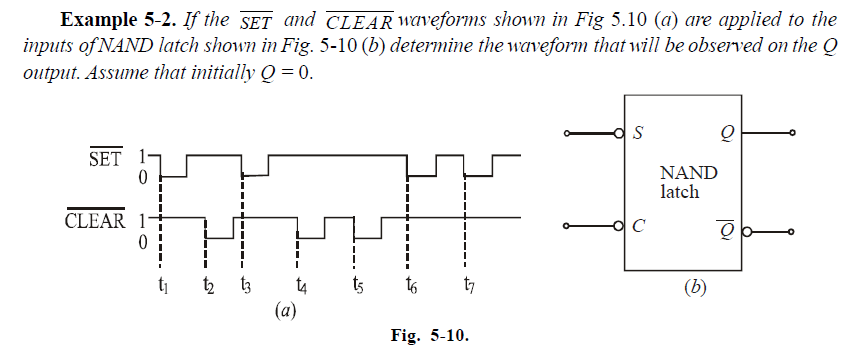 Example 5-2. If the SET and CLEAR waveforms shown in Fig 5.10 (a) are applied to the
inputs of NAND latch shown in Fig. 5-10 (b) determine the waveform that will be observed on the Q
output. Assume that initially Q = 0.
SET 1
0
CLEAR 1
0
t1 t2 t3 t4 t5 t6 t7
(a)
S Q
NAND
latch
C Q
(b)
Fig. 5-10.